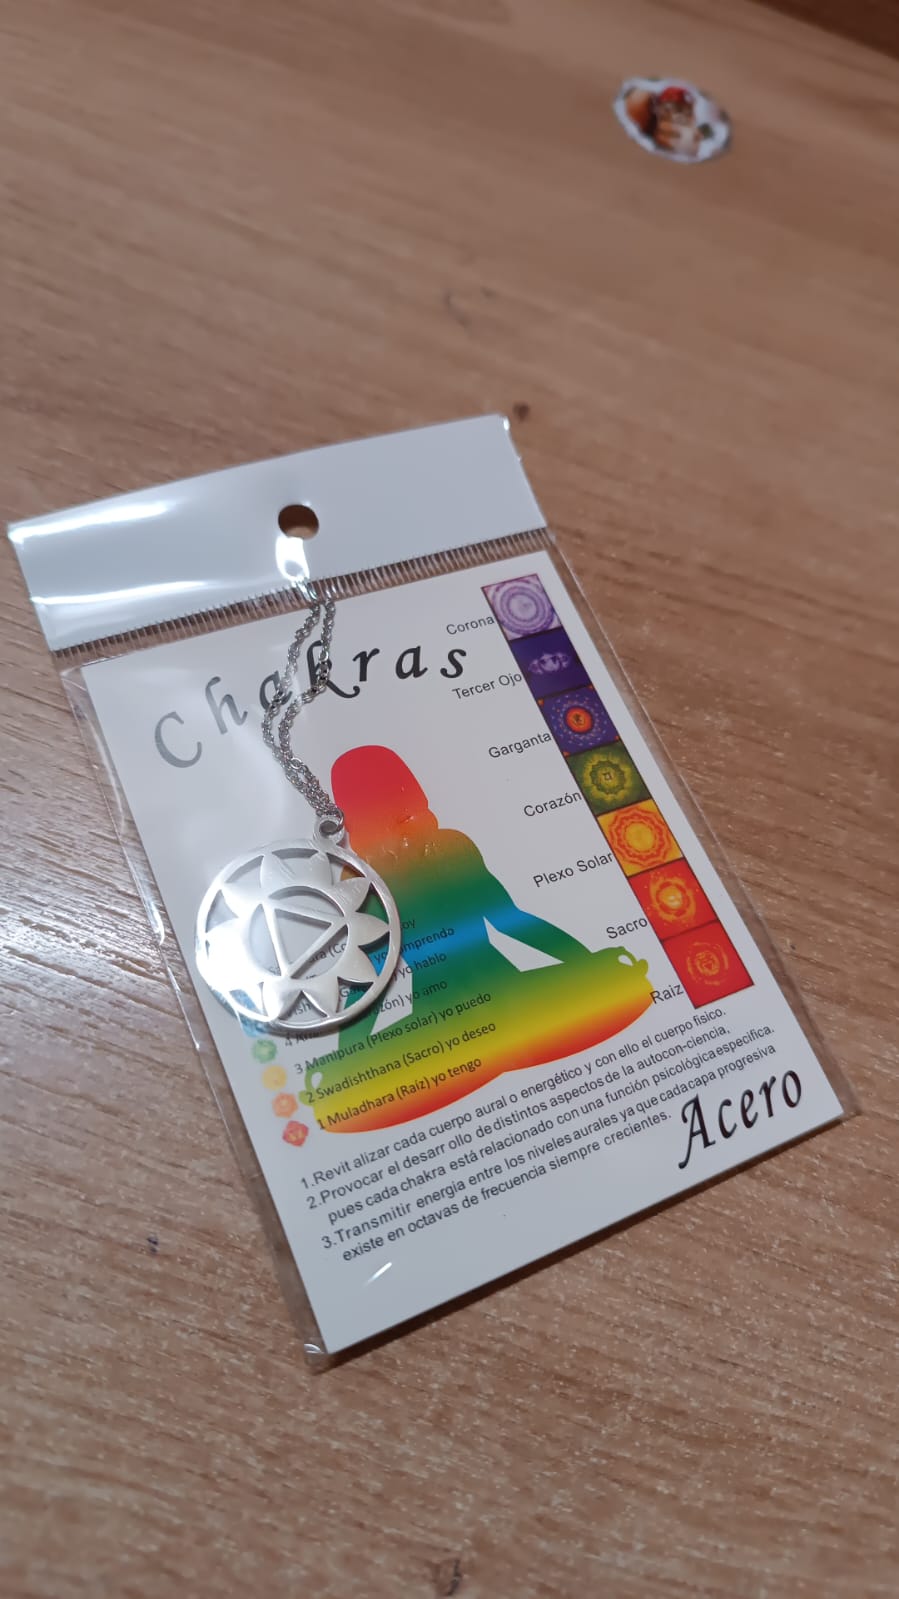 Chakras
Corona
Tercer Ojo
Garganta
Corazón
Plexo Solar
Sacro
Raiz
yo comprendo
yo hablo
yo amo
3 Manipura (Plexo solar) yo puedo
2 Swadishthana (Sacro) yo deseo
1 Muladhara (Raiz) yo tengo
1.Revit alizar cada cuerpo aural o energético y con ello el cuerpo fisico.
2.Provocar el desarr ollo de distintos aspectos de la autocon-ciencia,
pues cada chakra está relacionado con una función psicológica especifica.
3.Transmitir energia entre los niveles aurales ya que cada capa progresiva
existe en octavas de frecuencia siempre crecientes.
Acero